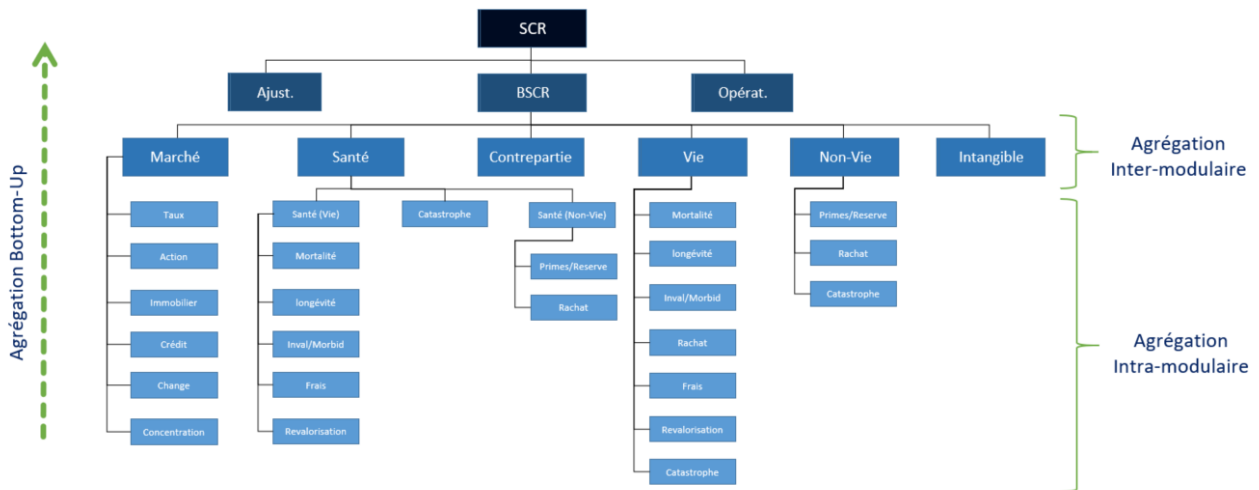 SCR
Ajust.
BSCR
Opérat.
Marché
Santé
Contrepartie
Vie
Non-Vie
Intangible
Agrégation
Inter-modulaire
Agrégation Bottom-Up
Taux
Action
Immobilier
Crédit
Change
Concentration
Santé (Vie)
Mortalité
longévité
Inval/Morbid
Frais
Revalorisation
Catastrophe
Santé (Non-Vie)
Primes/Reserve
Rachat
Mortalité
longévité
Inval/Morbid
Rachat
Frais
Revalorisation
Catastrophe
Primes/Reserve
Rachat
Catastrophe
Agrégation
Intra-modulaire